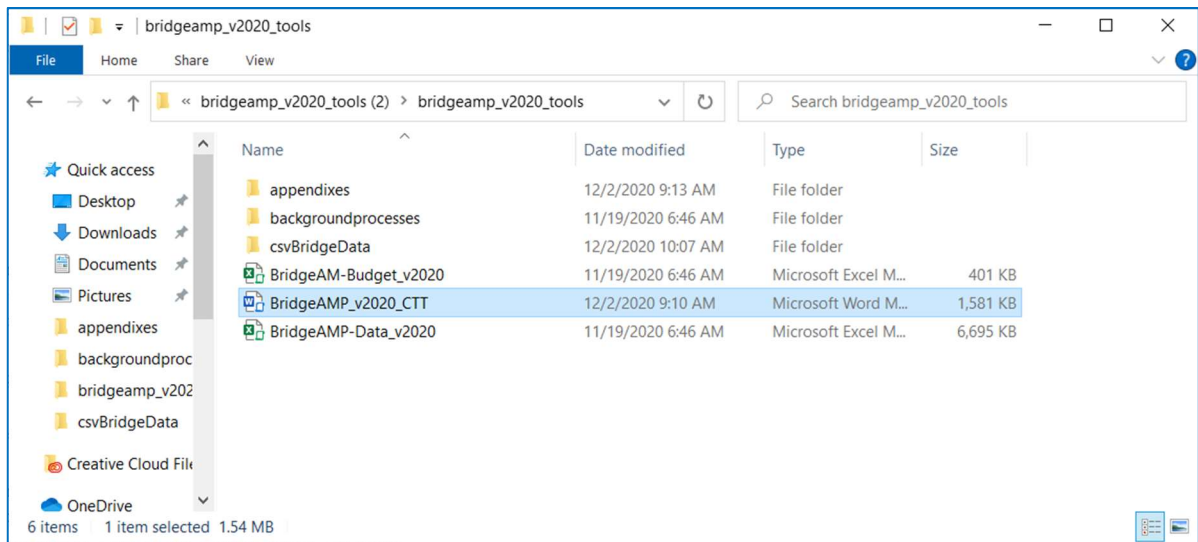 bridgeamp_v2020_tools
File Home Share View
« bridgeamp_v2020_tools (2) > bridgeamp_v2020_tools Search bridgeamp_v2020_tools
Name Date modified Type Size
Quick access
Desktop
Downloads
Documents
Pictures
appendixes
backgroundproc
bridgeamp_v202
csvBridgeData
Creative Cloud File
OneDrive
appendixes 12/2/2020 9:13 AM File folder
backgroundprocesses 11/19/2020 6:46 AM File folder
csvBridgeData 12/2/2020 10:07 AM File folder
BridgeAM-Budget_v2020 11/19/2020 6:46 AM Microsoft Excel M... 401 KB
BridgeAMP_v2020_CTT 12/2/2020 9:10 AM Microsoft Word M... 1,581 KB
BridgeAMP-Data_v2020 11/19/2020 6:46 AM Microsoft Excel M... 6,695 KB
6 items 1 item selected 1.54 MB